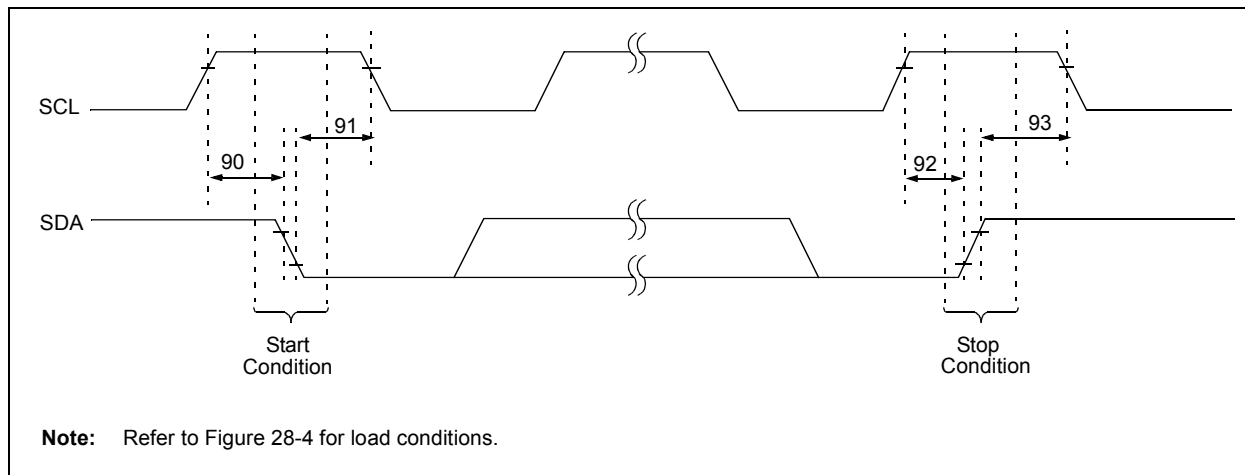 SCL
91
93
90
92
SDA
Start
Condition
Stop
Condition
Note: Refer to Figure 28-4 for load conditions.